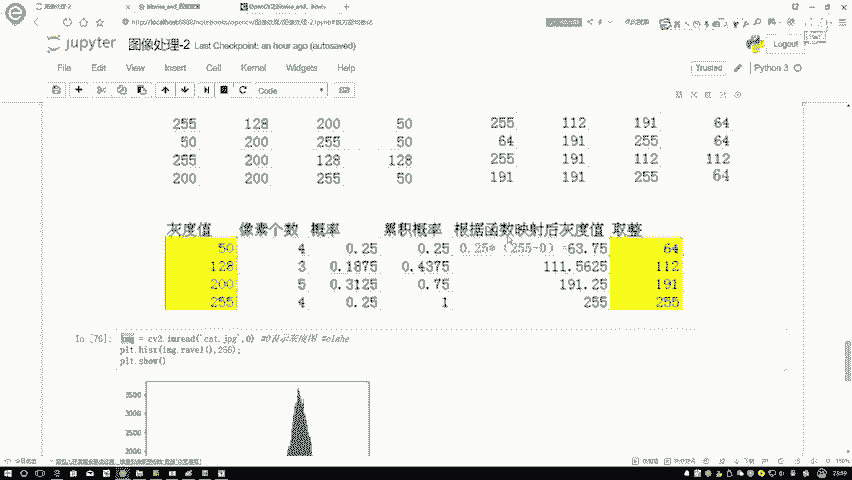 jupyter 图像处理-2 Last Checkpoint: an hour ago (autosaved)
Logout
File Edit View Insert Cell Kernel Widgets Help
Trusted
Python 3
Code
255 128 200 50 255 112 191 64
50 200 255 50 64 191 255 64
255 200 128 128 255 191 112 112
200 200 255 50 191 191 255 64
灰度值 像素个数 概率 累积概率 根据函数映射后灰度值 取整
50 4 0.25 0.25 0.25*（255-0）=63.75 64
128 3 0.1875 0.4375 111.5625 112
200 5 0.3125 0.75 191.25 191
255 4 0.25 1 255 255
In [76]: img = cv2.imread('cat.jpg',0) #0表示灰度图 #clahe
plt.hist(img.ravel(),256);
plt.show()
3500
3000
2500
2000